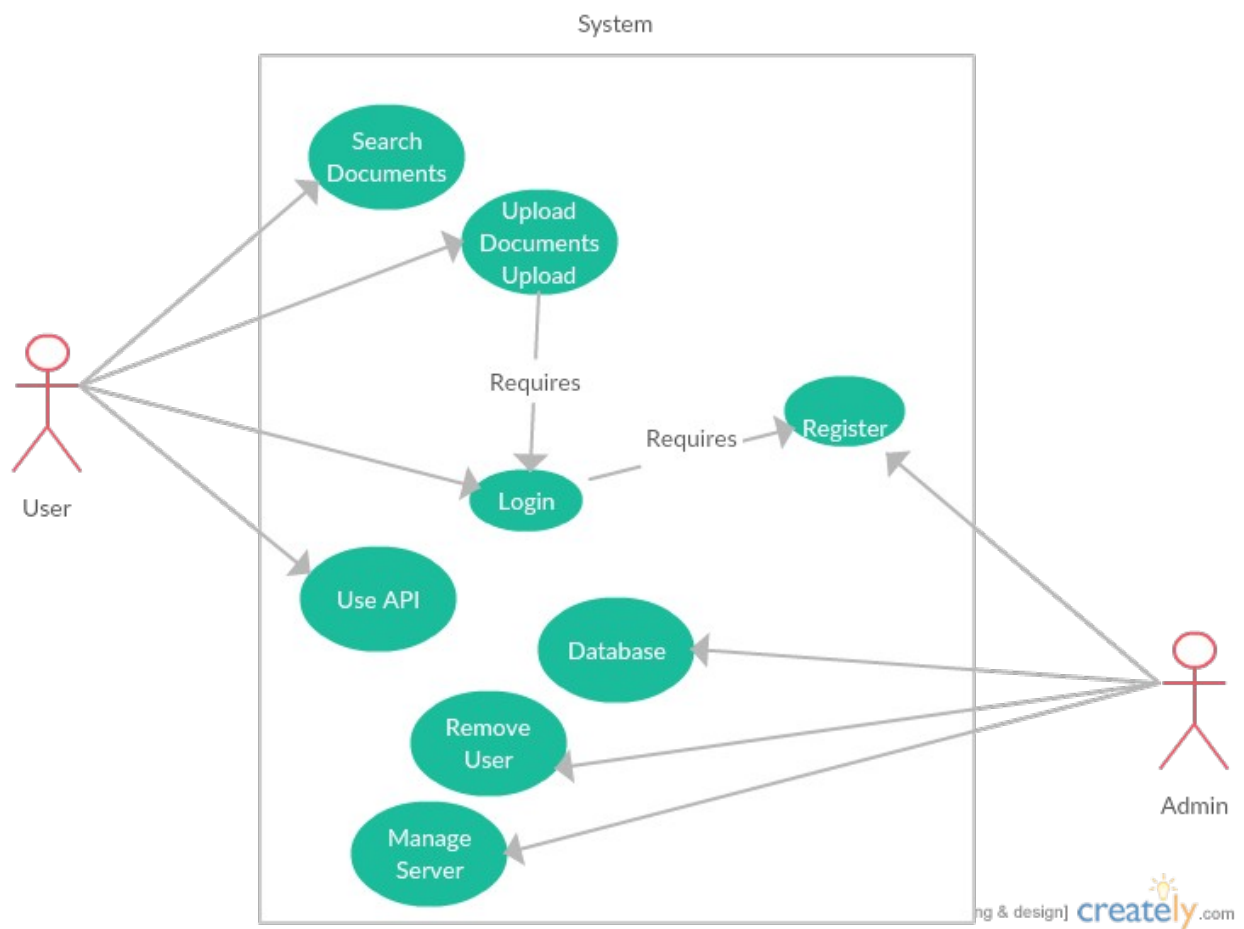 System
Search
Documents
Upload
Documents
Upload
Requires
Requires
Register
Login
User
Use API
Database
Remove
User
Admin
Manage
Server
ng & design] creately.com